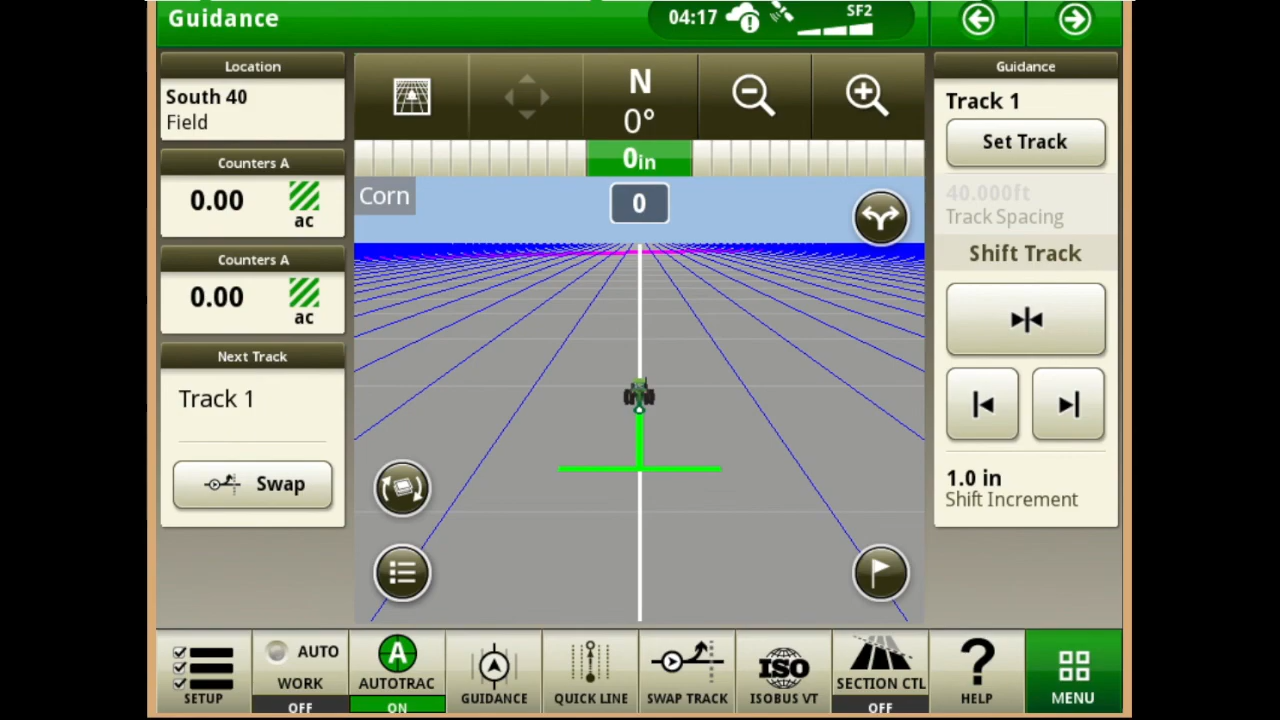 Guidance
04:17
SF2
Location
South 40
Field
Counters A
0.00
ac
Counters A
0.00
ac
Next Track
Track 1
Swap
N
0°
0in
0
Corn
Guidance
Track 1
Set Track
40.000ft
Track Spacing
Shift Track
1.0 in
Shift Increment
SETUP
AUTO
WORK
OFF
A
AUTOTRAC
ON
GUIDANCE
QUICK LINE
SWAP TRACK
ISO
ISOBUS VT
SECTION CTL
OFF
?
HELP
MENU